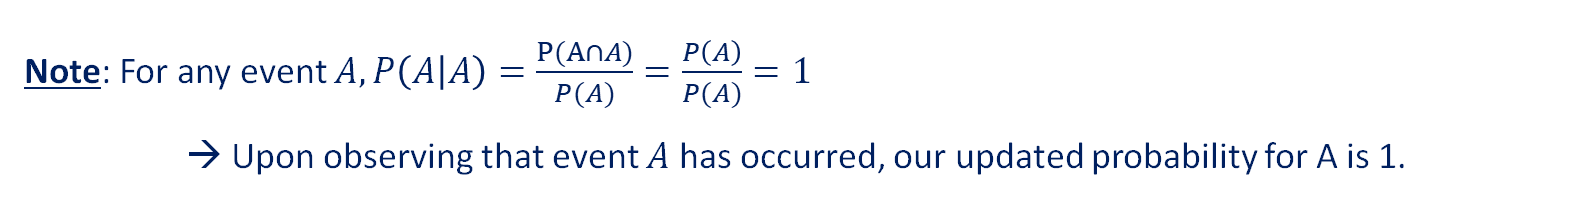 Note: For any event A, P(A|A) = P(A∩A)/P(A) = P(A)/P(A) = 1
→ Upon observing that event A has occurred, our updated probability for A is 1.